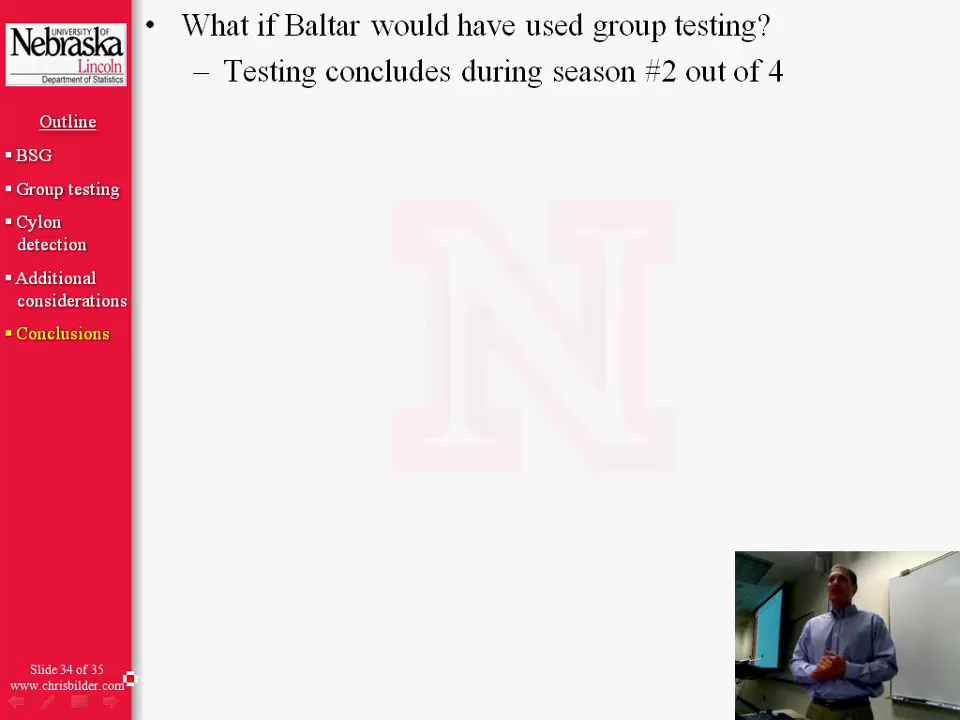 UNIVERSITY OF
Nebraska
Lincoln
Department of Statistics
Outline
▪ BSG
▪ Group testing
▪ Cylon
detection
▪ Additional
considerations
▪ Conclusions
Slide 34 of 35
www.chrisbilder.com
• What if Baltar would have used group testing?
– Testing concludes during season #2 out of 4
N